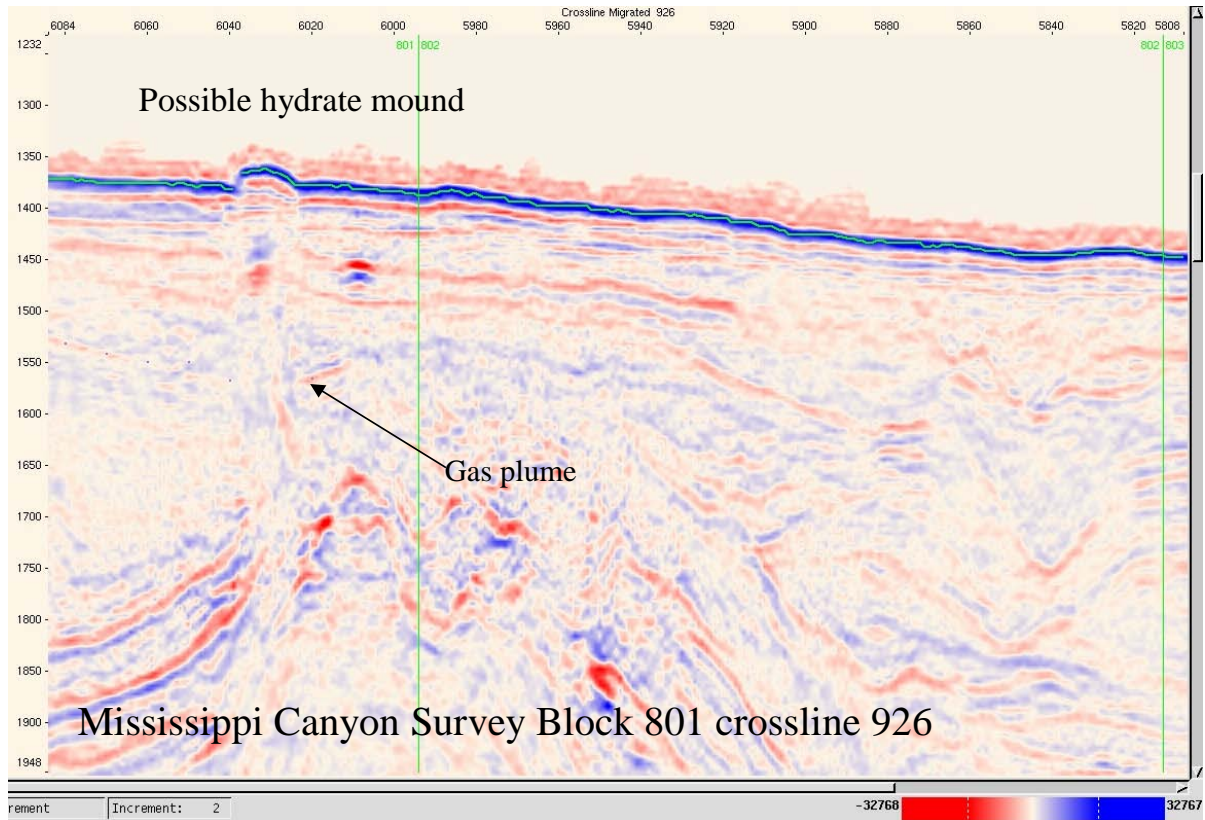 Crossline Migrated 926
6084 6060 6040 6020 6000 5980 5960 5940 5920 5900 5880 5860 5840 5820 5808
801 802 802 803
1232
1300
Possible hydrate mound
1350
1400
1450
1500
1550
1600
1650
Gas plume
1700
1750
1800
1850
1900
Mississippi Canyon Survey Block 801 crossline 926
1948
rement Increment: 2
-32768 32767